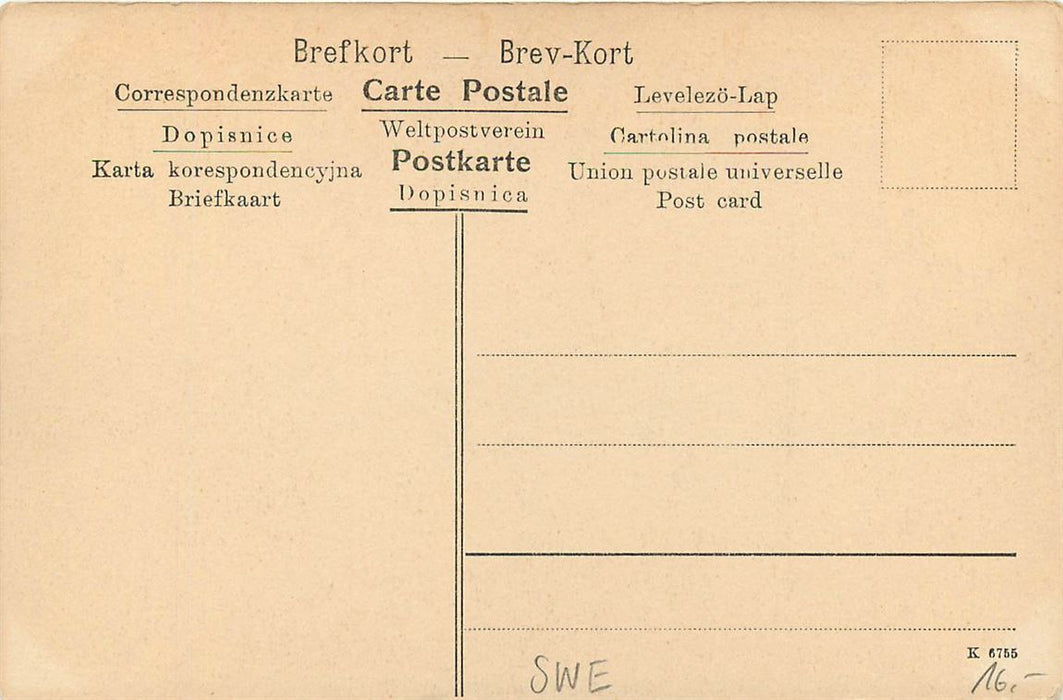 Brefkort — Brev-Kort
Correspondenzkarte Carte Postale Levelezö-Lap
Dopisnice Weltpostverein Cartolina postale
Karta korespondencyjna Postkarte Union postale universelle
Briefkaart Dopisnica Post card
K 6755
SWE 16.-